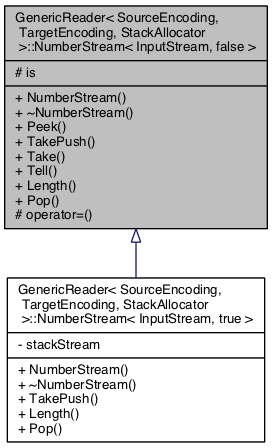 GenericReader< SourceEncoding,
TargetEncoding, StackAllocator
>::NumberStream< InputStream, false >
# is
+ NumberStream()
+ ~NumberStream()
+ Peek()
+ TakePush()
+ Take()
+ Tell()
+ Length()
+ Pop()
# operator=()
GenericReader< SourceEncoding,
TargetEncoding, StackAllocator
>::NumberStream< InputStream, true >
- stackStream
+ NumberStream()
+ ~NumberStream()
+ TakePush()
+ Length()
+ Pop()